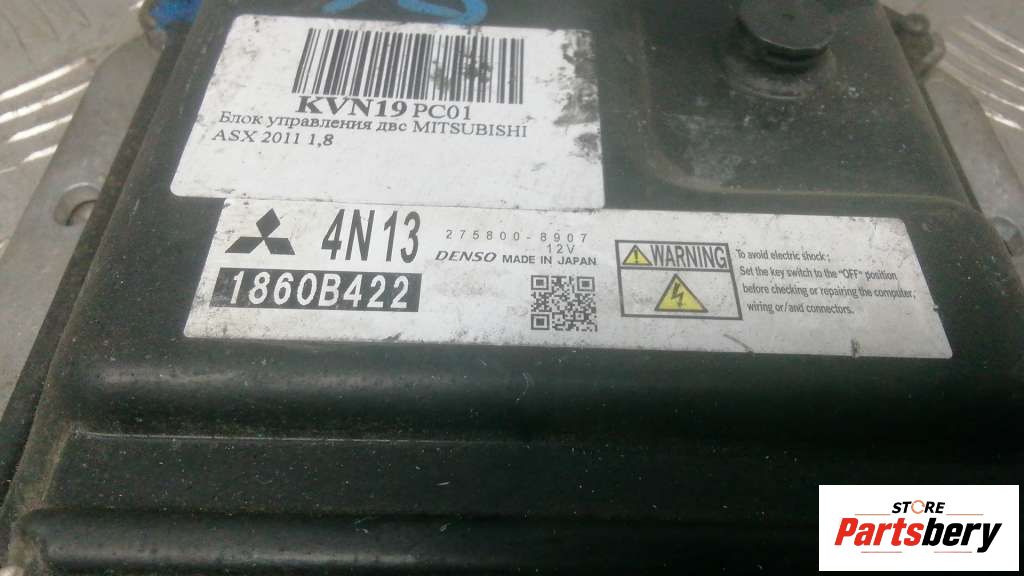 KVN19 PC01
Блок управления двс MITSUBISHI
ASX 2011 1,8
4N13
275800-8907
12V
DENSO MADE IN JAPAN
1860B422
WARNING
To avoid electric shock;
Set the key switch to the "OFF" position
before checking or repairing the computer,
wiring or/and connectors.
STORE
Partsbery